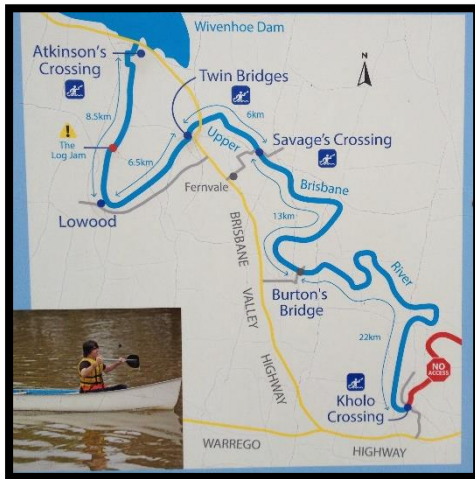 Wivenhoe Dam
Atkinson's
Crossing
N
Twin Bridges
8.5km
6km
Upper
Savage's Crossing
The
Log Jam
6.5km
Fernvale
Brisbane
Lowood
13km
BRISBANE
VALLEY
HIGHWAY
River
Burton's
Bridge
22km
NO
ACCESS
Kholo
Crossing
WARREGO
HIGHWAY